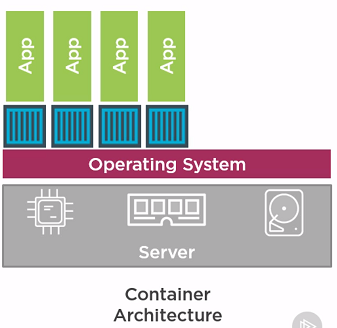 App
App
App
App
Operating System
Server
Container
Architecture